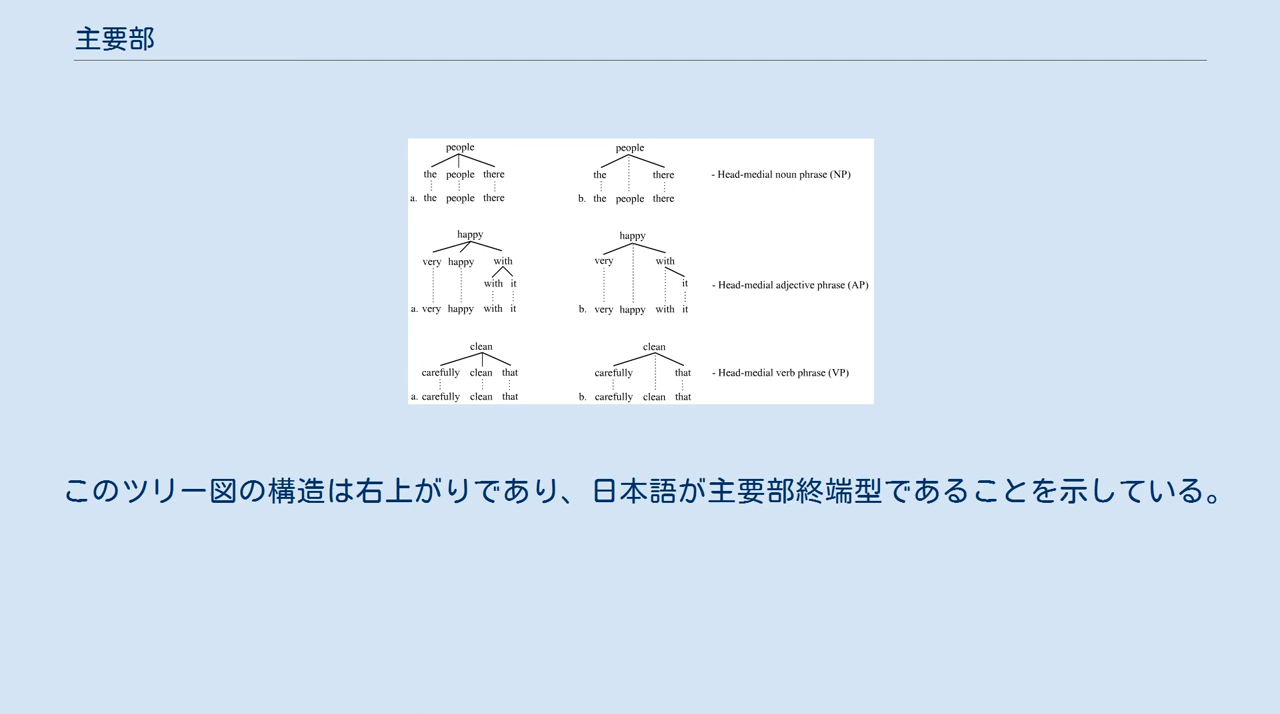 主要部
people people
the people there the there - Head-medial noun phrase (NP)
a. the people there b. the people there
happy happy
very happy with very with
with it it - Head-medial adjective phrase (AP)
a. very happy with it b. very happy with it
clean clean
carefully clean that carefully that - Head-medial verb phrase (VP)
a. carefully clean that b. carefully clean that
このツリー図の構造は右上がりであり、日本語が主要部終端型であることを示している。